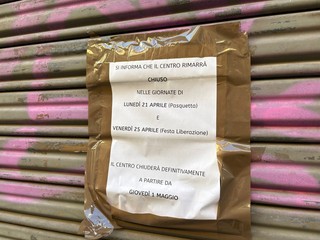 SI INFORMA CHE IL CENTRO RIMARRÀ
CHIUSO
NELLE GIORNATE DI
LUNEDÌ 21 APRILE (Pasquetta)
E
VENERDÌ 25 APRILE (Festa Liberazione)
IL CENTRO CHIUDERÀ DEFINITIVAMENTE
A PARTIRE DA
GIOVEDÌ 1 MAGGIO